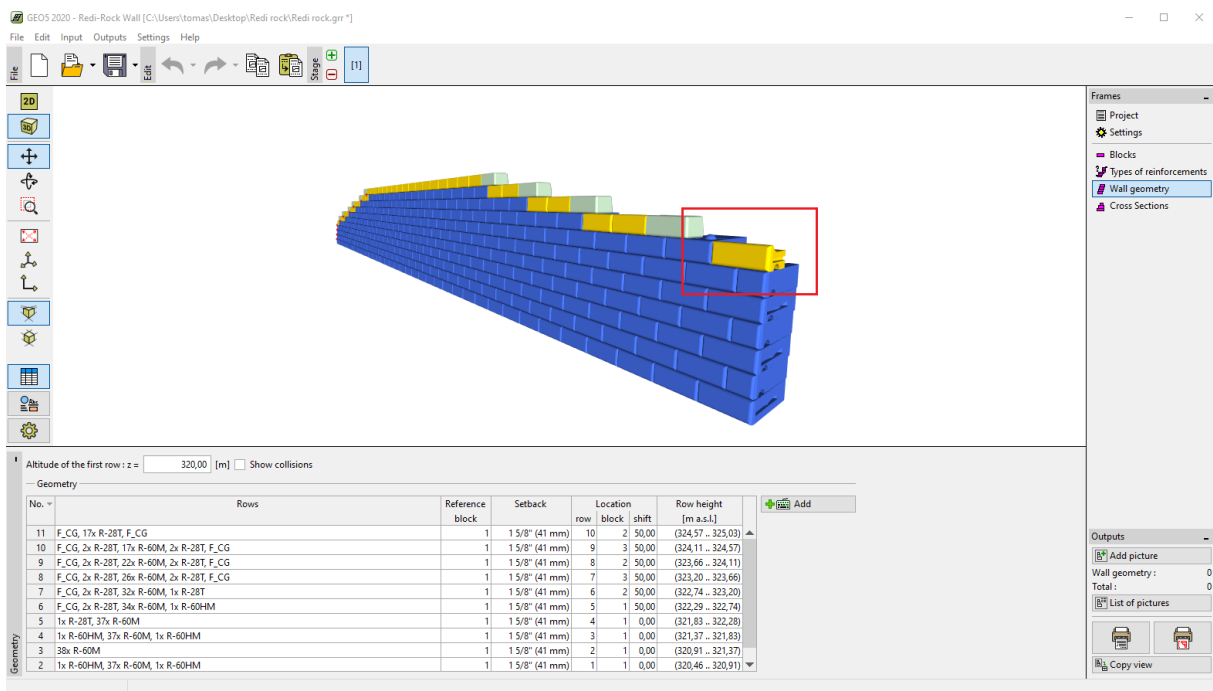 GEO5 2020 - Redi-Rock Wall [C:\Users\tomas\Desktop\Redi rock\Redi rock.grr *]
File Edit Input Outputs Settings Help
File
Edit
Stage
[1]
2D
3D
Frames
Project
Settings
Blocks
Types of reinforcements
Wall geometry
Cross Sections
Altitude of the first row : z = 320,00 [m] Show collisions
Geometry
No. Rows Reference block Setback Location row block shift Row height [m a.s.l.]
Add
11 F_CG, 17x R-28T, F_CG 1 1 5/8" (41 mm) 10 2 50,00 (324,57 .. 325,03)
10 F_CG, 2x R-28T, 17x R-60M, 2x R-28T, F_CG 1 1 5/8" (41 mm) 9 3 50,00 (324,11 .. 324,57)
9 F_CG, 2x R-28T, 22x R-60M, 2x R-28T, F_CG 1 1 5/8" (41 mm) 8 2 50,00 (323,66 .. 324,11)
8 F_CG, 2x R-28T, 26x R-60M, 2x R-28T, F_CG 1 1 5/8" (41 mm) 7 3 50,00 (323,20 .. 323,66)
7 F_CG, 2x R-28T, 32x R-60M, 1x R-28T 1 1 5/8" (41 mm) 6 2 50,00 (322,74 .. 323,20)
6 F_CG, 2x R-28T, 34x R-60M, 1x R-60HM 1 1 5/8" (41 mm) 5 1 50,00 (322,29 .. 322,74)
5 1x R-28T, 37x R-60M 1 1 5/8" (41 mm) 4 1 0,00 (321,83 .. 322,28)
4 1x R-60HM, 37x R-60M, 1x R-60HM 1 1 5/8" (41 mm) 3 1 0,00 (321,37 .. 321,83)
3 38x R-60M 1 1 5/8" (41 mm) 2 1 0,00 (320,91 .. 321,37)
2 1x R-60HM, 37x R-60M, 1x R-60HM 1 1 5/8" (41 mm) 1 1 0,00 (320,46 .. 320,91)
Geometry
Outputs
Add picture
Wall geometry : 0
Total : 0
List of pictures
Copy view